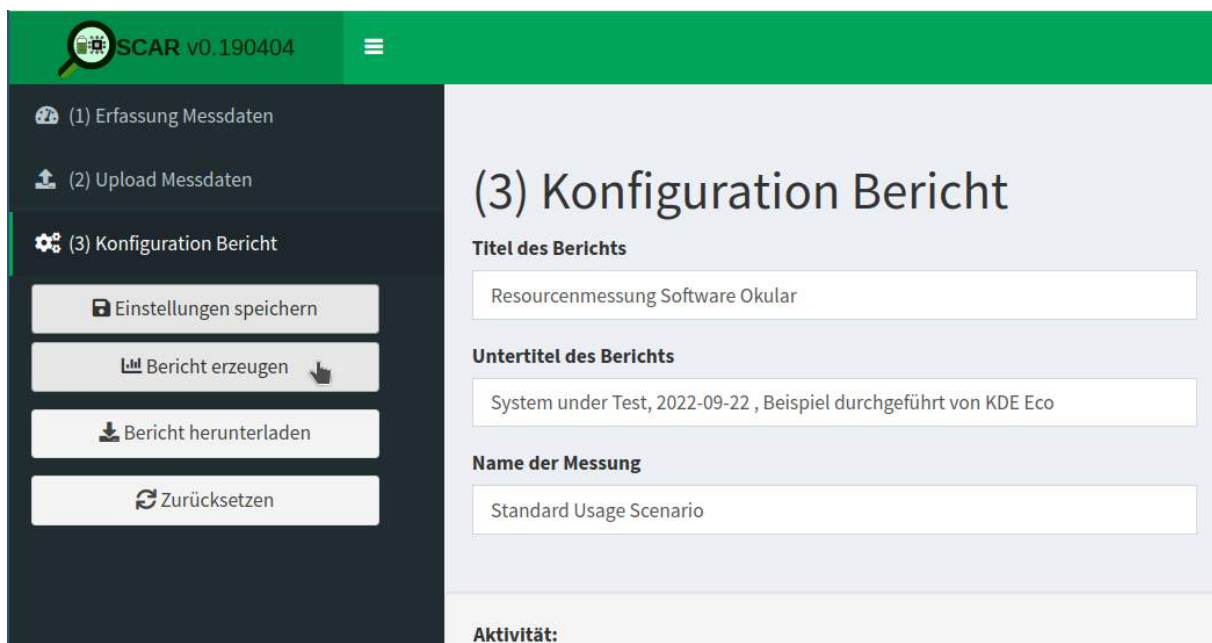 SCAR v0.190404
(1) Erfassung Messdaten
(2) Upload Messdaten
(3) Konfiguration Bericht
Einstellungen speichern
Bericht erzeugen
Bericht herunterladen
Zurücksetzen
(3) Konfiguration Bericht
Titel des Berichts
Resourcenmessung Software Okular
Untertitel des Berichts
System under Test, 2022-09-22 , Beispiel durchgeführt von KDE Eco
Name der Messung
Standard Usage Scenario
Aktivität: